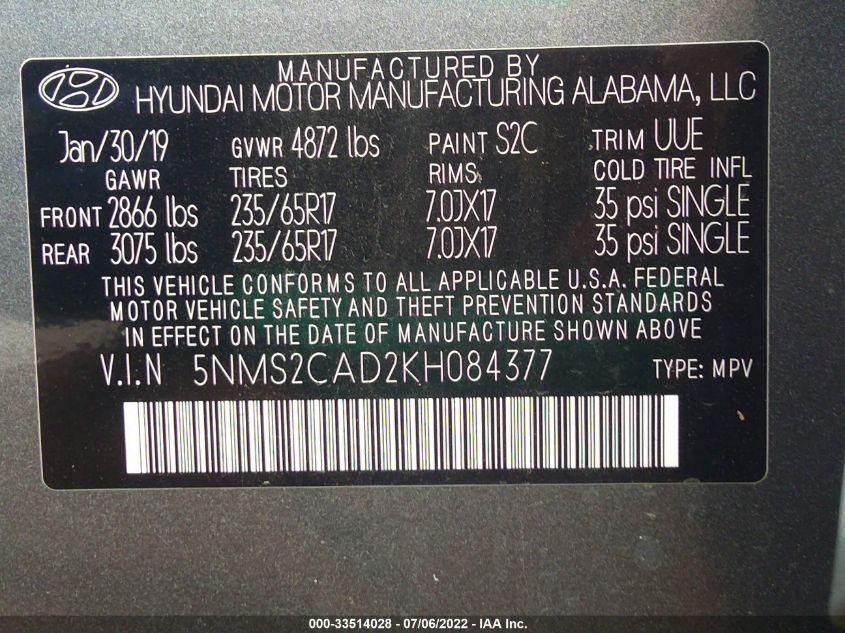 MANUFACTURED BY
HYUNDAI MOTOR MANUFACTURING ALABAMA, LLC
Jan/30/19 GVWR 4872 lbs PAINT S2C TRIM UUE
GAWR TIRES RIMS COLD TIRE INFL
FRONT 2866 lbs 235/65R17 7.0JX17 35 psi SINGLE
REAR 3075 lbs 235/65R17 7.0JX17 35 psi SINGLE
THIS VEHICLE CONFORMS TO ALL APPLICABLE U.S.A. FEDERAL
MOTOR VEHICLE SAFETY AND THEFT PREVENTION STANDARDS
IN EFFECT ON THE DATE OF MANUFACTURE SHOWN ABOVE
V.I.N 5NMS2CAD2KH084377 TYPE: MPV
000-33514028 - 07/06/2022 - IAA Inc.